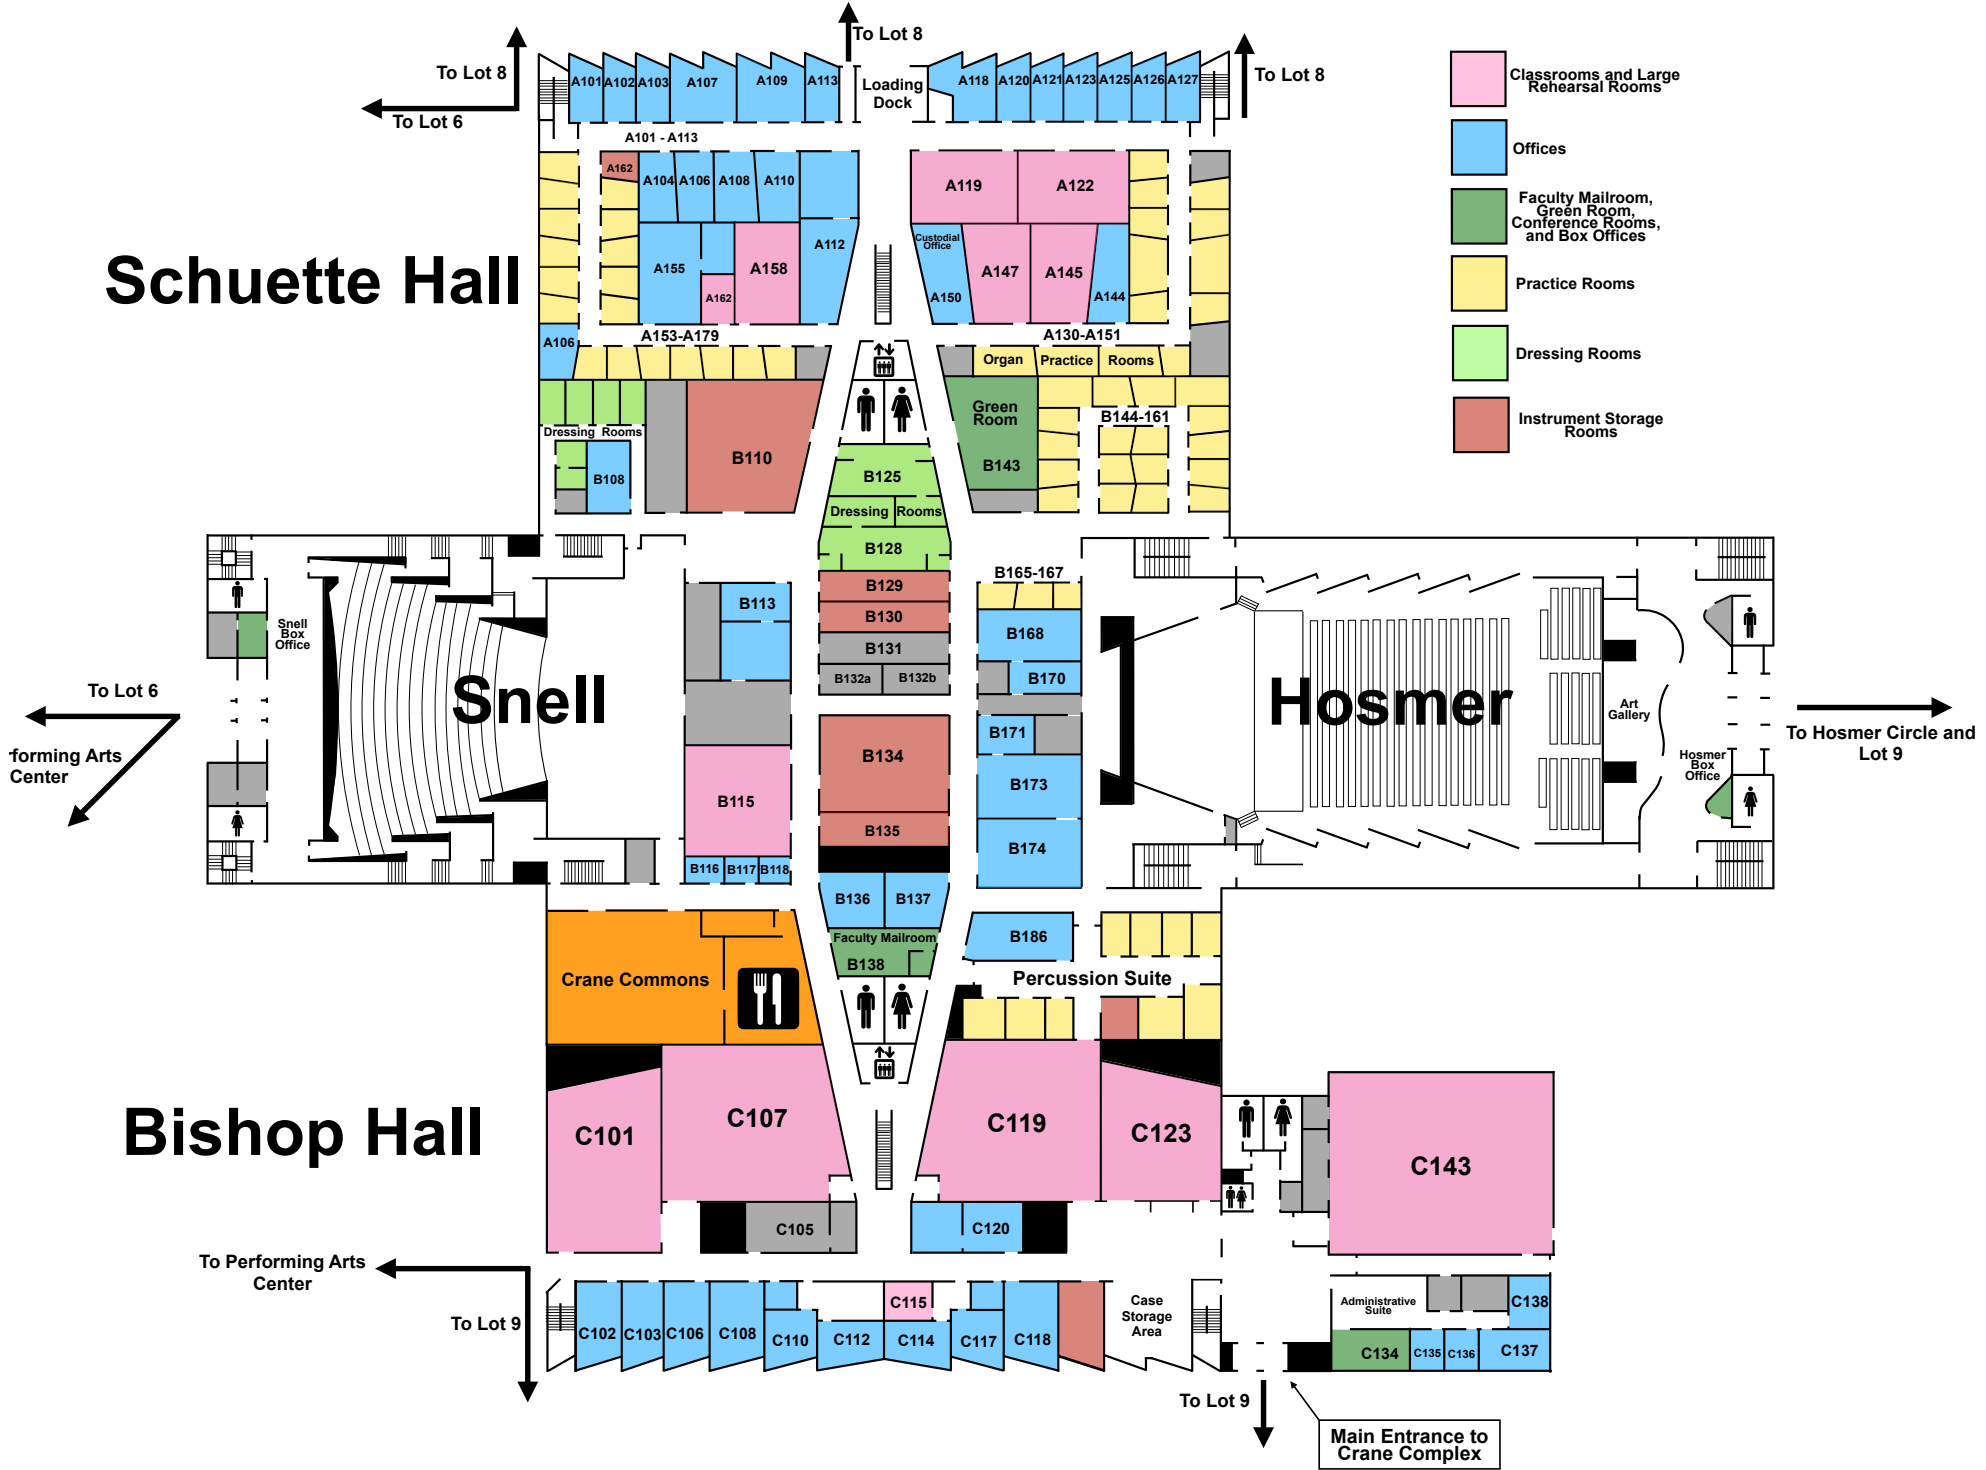 To Lot 8
To Lot 8
To Lot 8
To Lot 6
A101
A102
A103
A107
A109
A113
Loading
Dock
A118
A120
A121
A123
A125
A126
A127
Classrooms and Large
Rehearsal Rooms
Offices
Faculty Mailroom,
Green Room,
Conference Rooms,
and Box Offices
Practice Rooms
Dressing Rooms
Instrument Storage
Rooms
A101 - A113
A162
A104
A106
A108
A110
A119
A122
Schuette Hall
A155
A158
A162
A112
Custodial
Office
A150
A147
A145
A144
A106
A153-A179
A130-A151
Organ
Practice
Rooms
Dressing Rooms
B108
B110
Green
Room
B143
B144-161
B125
Dressing
Rooms
B128
B129
B130
B131
B132a
B132b
B113
B165-167
B168
B170
Snell
Box
Office
Snell
Hosmer
Art
Gallery
Hosmer
Box
Office
To Lot 6
rforming Arts
Center
To Hosmer Circle and
Lot 9
B115
B134
B171
B173
B135
B174
B116
B117
B118
B136
B137
Faculty Mailroom
B138
B186
Crane Commons
Percussion Suite
Bishop Hall
C101
C107
C119
C123
C143
C105
C120
To Performing Arts
Center
To Lot 9
C102
C103
C106
C108
C110
C112
C115
C114
C117
C118
Case
Storage
Area
Administrative
Suite
C138
C134
C135
C136
C137
To Lot 9
Main Entrance to
Crane Complex